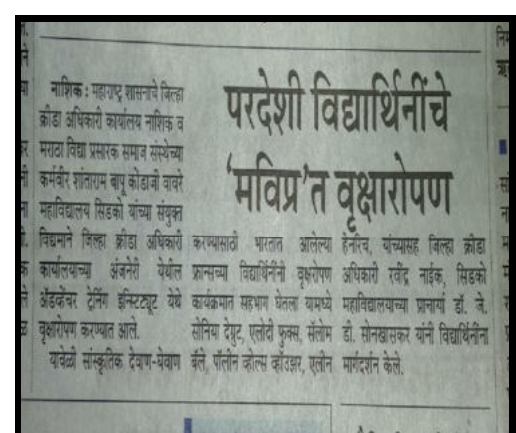 परदेशी विद्यार्थिनींचे
'मविप्र'त वृक्षारोपण
नाशिक : महाराष्ट्र शासनाचे जिल्हा
क्रीडा अधिकारी कार्यालय नाशिक व
मराठा विद्या प्रसारक समाज संस्थेच्या
कर्मवीर शांताराम बापू कोंडाजी वावरे
महाविद्यालय सिडको यांच्या संयुक्त
विद्यमाने जिल्हा क्रीडा अधिकारी
कार्यालयाच्या अंजनेरी येथील
ॲडव्हेंचर ट्रेनिंग इन्स्टिट्यूट येथे
वृक्षारोपण करण्यात आले.
यावेळी सांस्कृतिक देवाण-घेवाण
करण्यासाठी भारतात आलेल्या
फ्रान्सच्या विद्यार्थिनींनी वृक्षरोपण
कार्यक्रमात सहभाग घेतला यामध्ये
सोनिया देप्रुट, एलोदी फुक्स, सॅलोम
बॅले, पॉलीन व्होल्स एलीन
हेनरिच, यांच्यासह जिल्हा क्रीडा
अधिकारी रवींद्र नाईक, सिडको
महाविद्यालयाच्या प्राचार्या डॉ. जे.
डी. सोनखासकर यांनी विद्यार्थिनींना
मार्गदर्शन केले.